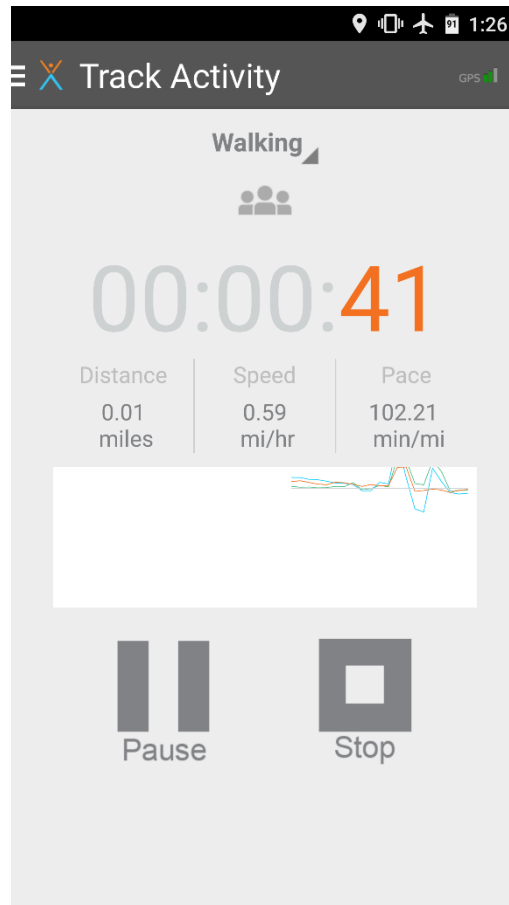 91 1:26
Track Activity GPS
Walking
00:00:41
Distance Speed Pace
0.01 0.59 102.21
miles mi/hr min/mi
Pause Stop